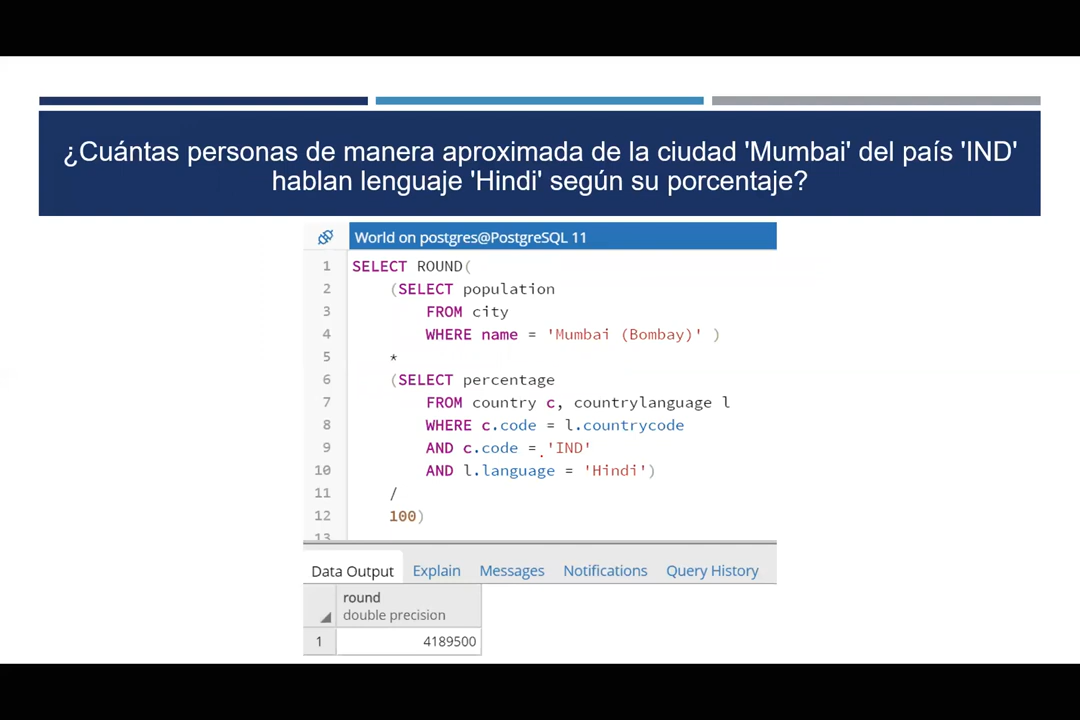 ¿Cuántas personas de manera aproximada de la ciudad 'Mumbai' del país 'IND'
hablan lenguaje 'Hindi' según su porcentaje?
World on postgres@PostgreSQL 11
1 SELECT ROUND(
2 (SELECT population
3 FROM city
4 WHERE name = 'Mumbai (Bombay)' )
5 *
6 (SELECT percentage
7 FROM country c, countrylanguage l
8 WHERE c.code = l.countrycode
9 AND c.code = 'IND'
10 AND l.language = 'Hindi')
11 /
12 100)
13
Data Output Explain Messages Notifications Query History
round
double precision
1 4189500